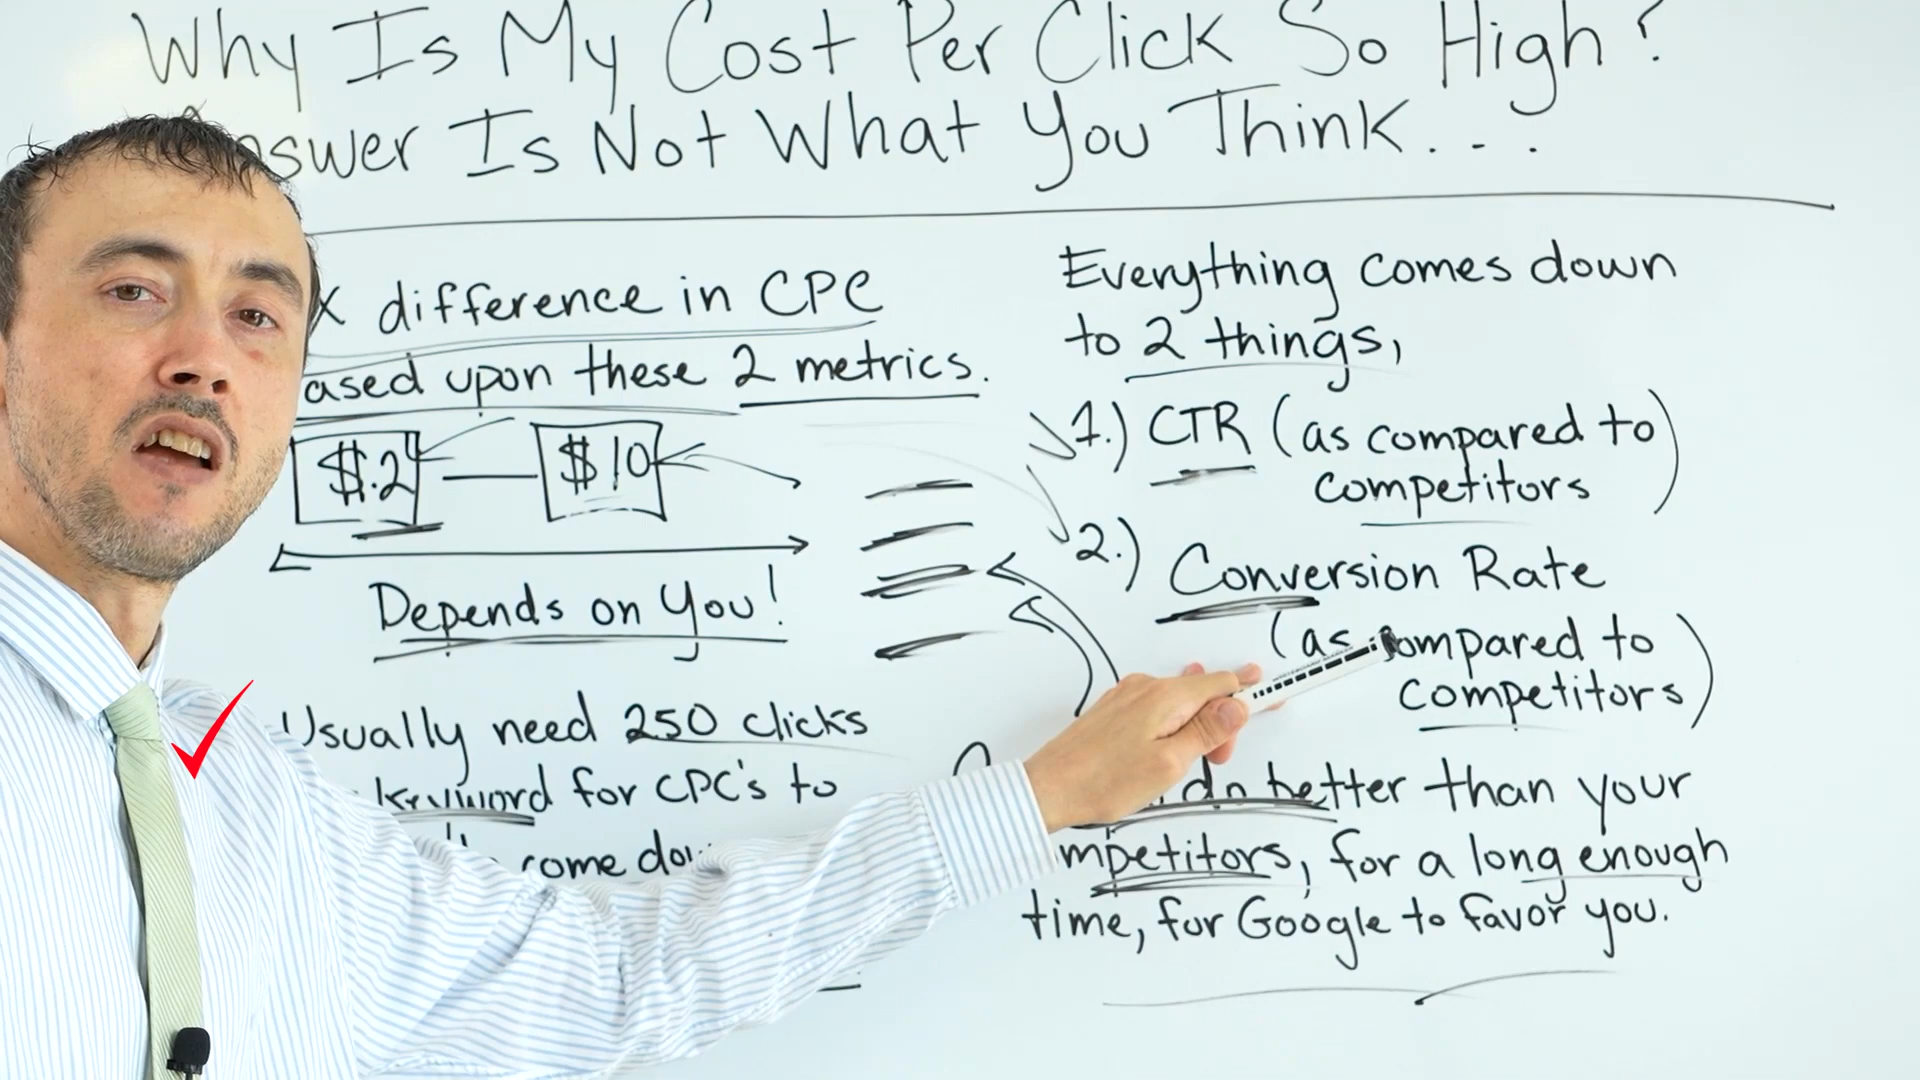 Why Is My Cost Per Click So High?
Is Not What You Think...
X difference in CPC
ased upon these 2 metrics.
$.2 $10
Depends on You!
Usually need 250 clicks
keyword for CPC's to
come dow
Everything comes down
to 2 things,
1.) CTR (as compared to
competitors)
2.) Conversion Rate
(as compared to
competitors)
do better than your
mpetitors, for a long enough
time, for Google to favor you.